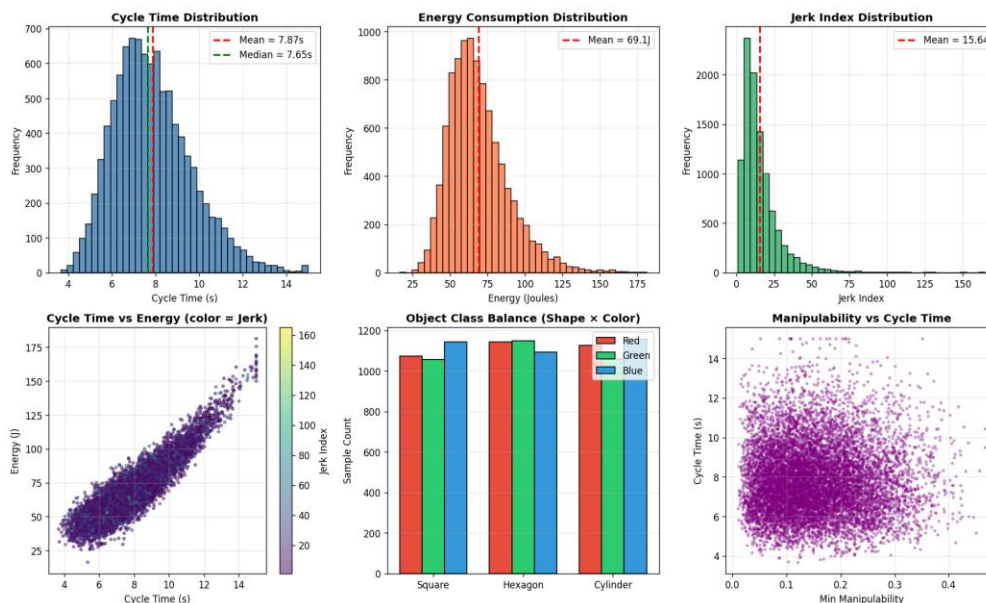 Cycle Time Distribution
Mean = 7.87s
Median = 7.65s
Frequency
700
600
500
400
300
200
100
0
4 6 8 10 12 14
Cycle Time (s)
Energy Consumption Distribution
Mean = 69.1J
Frequency
1000
800
600
400
200
0
25 50 75 100 125 150 175
Energy (Joules)
Jerk Index Distribution
Mean = 15.64
Frequency
2000
1500
1000
500
0
0 25 50 75 100 125 150
Jerk Index
Cycle Time vs Energy (color = Jerk)
Energy (J)
175
150
125
100
75
50
25
4 6 8 10 12 14
Cycle Time (s)
160
140
120
100
80
60
40
20
Jerk Index
Object Class Balance (Shape × Color)
Red
Green
Blue
Sample Count
1200
1000
800
600
400
200
0
Square Hexagon Cylinder
Manipulability vs Cycle Time
Cycle Time (s)
14
12
10
8
6
4
0.0 0.1 0.2 0.3 0.4
Min Manipulability